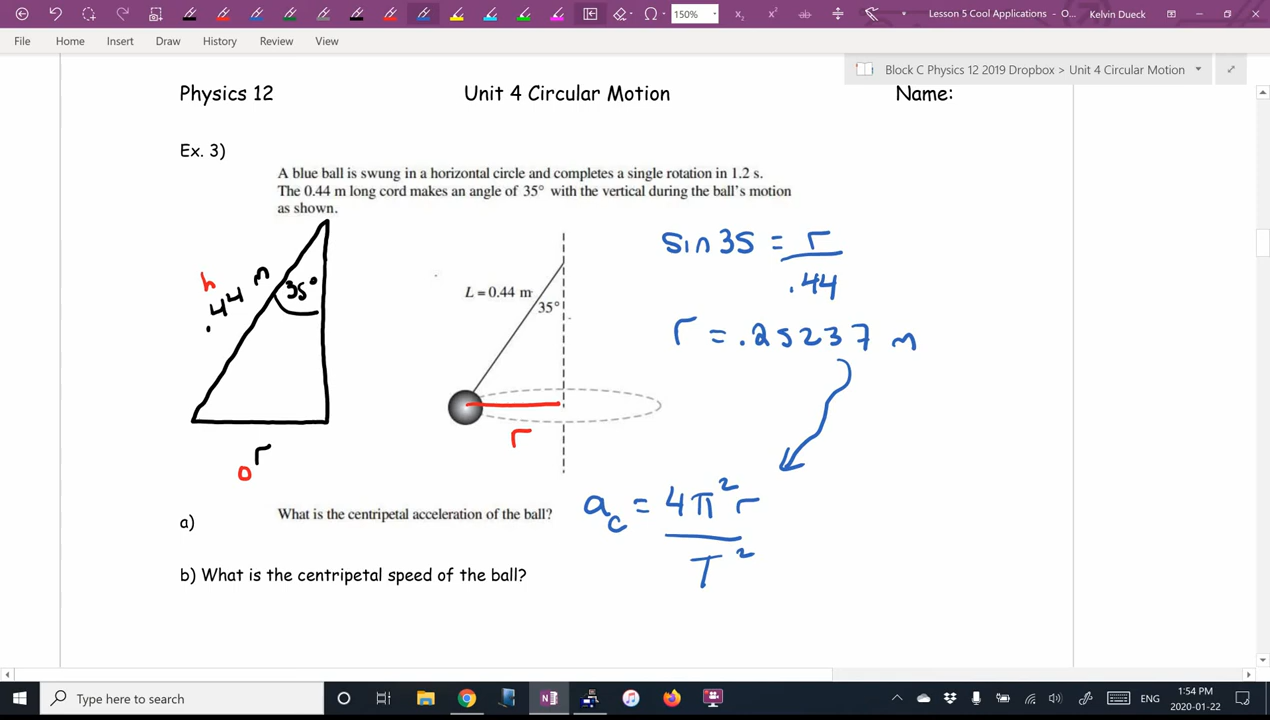 150%
Lesson 5 Cool Applications - O...
Kelvin Dueck
File Home Insert Draw History Review View
Block C Physics 12 2019 Dropbox > Unit 4 Circular Motion
Physics 12 Unit 4 Circular Motion Name:
Ex. 3)
A blue ball is swung in a horizontal circle and completes a single rotation in 1.2 s.
The 0.44 m long cord makes an angle of 35° with the vertical during the ball's motion
as shown.
h
.44 m
35°
r
o
L = 0.44 m
35°
r
sin 35 = r
.44
r = .25237 m
a)
What is the centripetal acceleration of the ball?
a_c = 4π²r
T²
b) What is the centripetal speed of the ball?
Type here to search
ENG
1:54 PM
2020-01-22